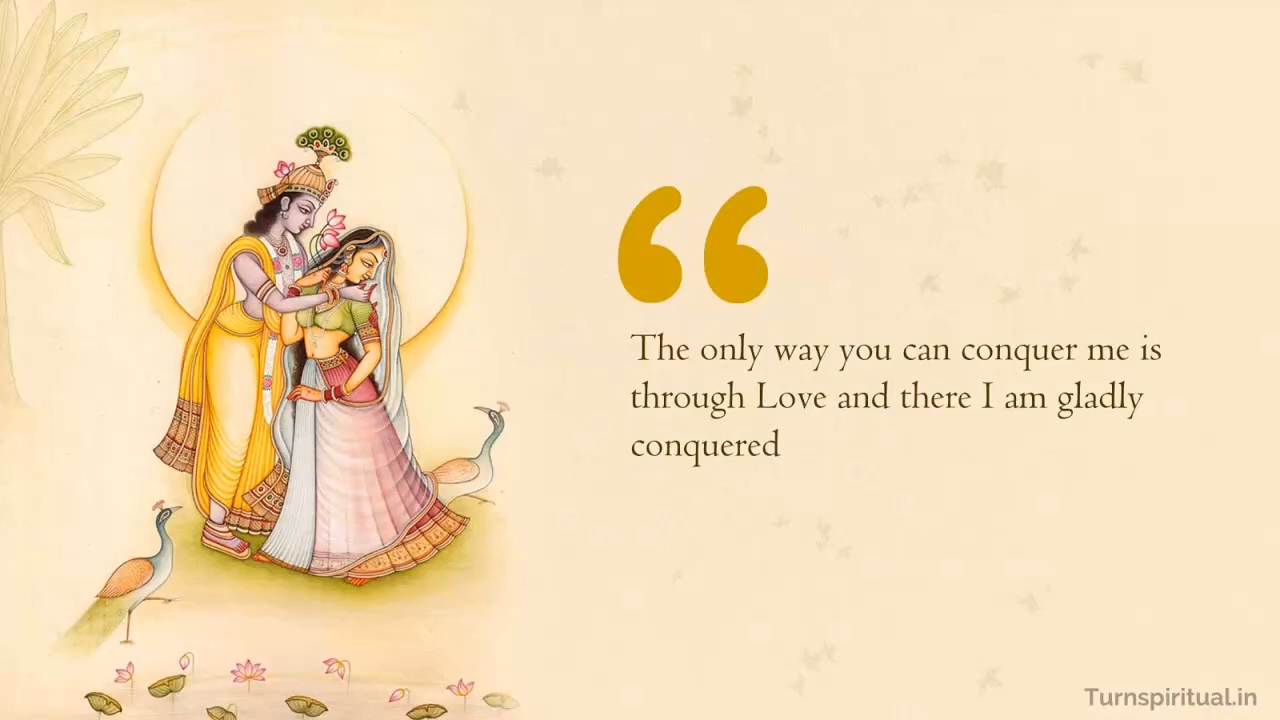 The only way you can conquer me is
through Love and there I am gladly
conquered
Turnspiritual.in